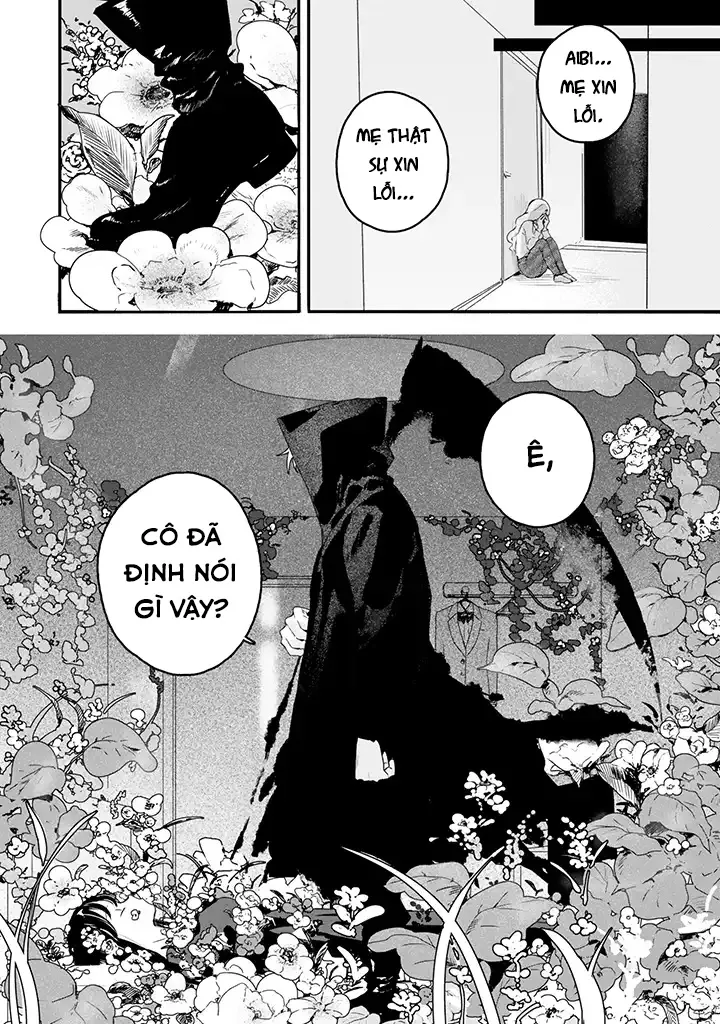 AIBI...
MẸ XIN
LỖI.
MẸ THẬT
SỰ XIN
LỖI...
Ê,
CÔ ĐÃ
ĐỊNH NÓI
GÌ VẬY?